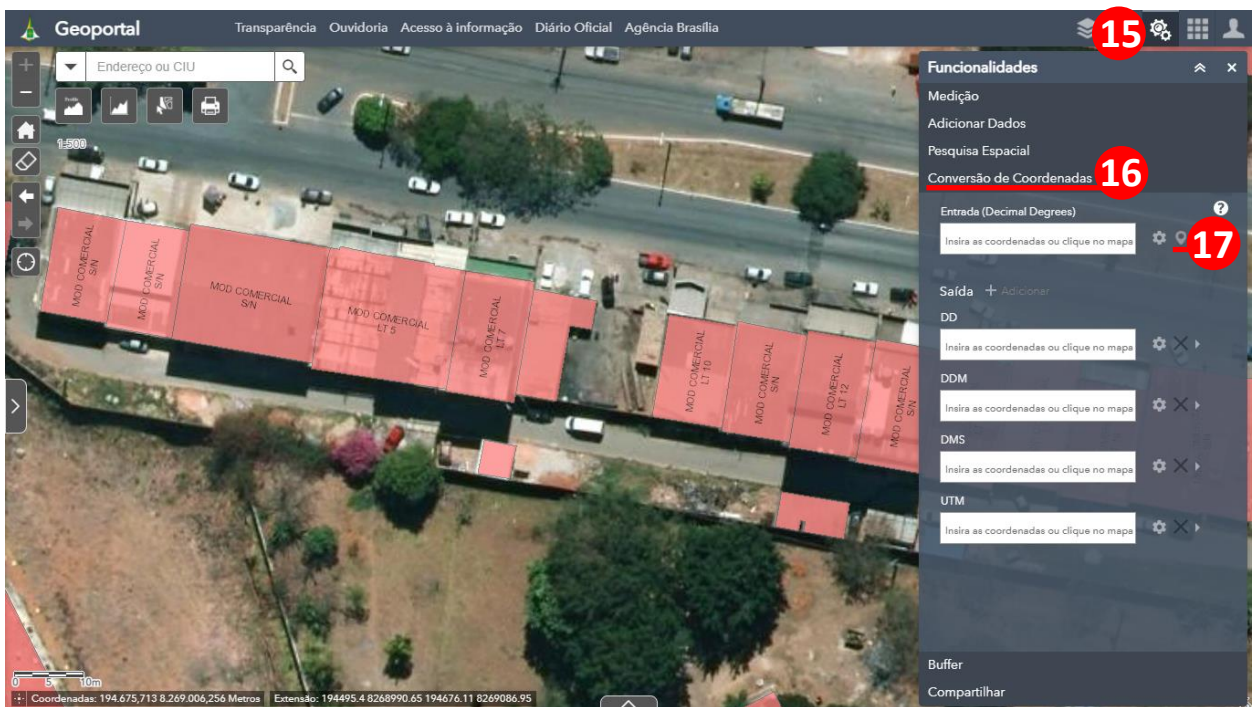 Geoportal
Transparência Ouvidoria Acesso à informação Diário Oficial Agência Brasília
15
Endereço ou CIU
1:500
Funcionalidades
Medição
Adicionar Dados
Pesquisa Espacial
Conversão de Coordenadas
16
Entrada (Decimal Degrees)
?
Insira as coordenadas ou clique no mapa
17
Saída + Adicionar
DD
Insira as coordenadas ou clique no mapa
DDM
Insira as coordenadas ou clique no mapa
DMS
Insira as coordenadas ou clique no mapa
UTM
Insira as coordenadas ou clique no mapa
Buffer
Compartilhar
MOD COMERCIAL
S/N
MOD COMERCIAL
S/N
MOD COMERCIAL
S/N
MOD COMERCIAL
LT 5
MOD COMERCIAL
LT 7
MOD COMERCIAL
LT 10
MOD COMERCIAL
S/N
MOD COMERCIAL
LT 12
MOD COMERCIAL
S/N
0 5 10m
Coordenadas: 194.675,713 8.269.006,256 Metros Extensão: 194495.4 8268990.65 194676.11 8269086.95